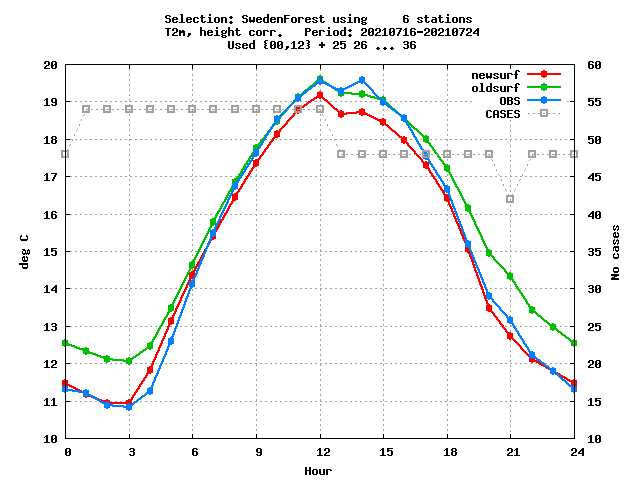 Selection: SwedenForest using     6 stations
T2m, height corr.   Period: 20210716-20210724
Used {00,12} + 25 26 ... 36
newsurf
oldsurf
OBS
CASES
20
19
18
17
16
15
14
13
12
11
10
deg C
60
55
50
45
40
35
30
25
20
15
10
No cases
0 3 6 9 12 15 18 21 24
Hour